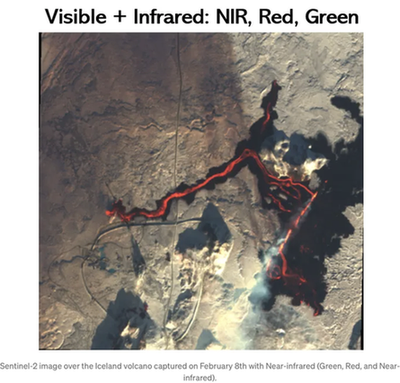 Visible + Infrared: NIR, Red, Green
Sentinel-2 image over the Iceland volcano captured on February 8th with Near-infrared (Green, Red, and Near-
infrared).